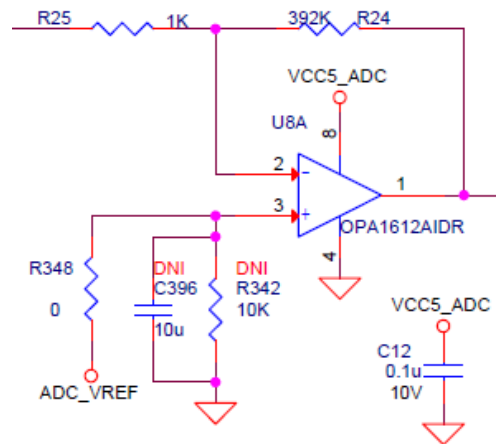 R25
1K
392K R24
VCC5_ADC
U8A
8
2
-
1
3
+
OPA1612AIDR
4
R348
0
DNI
C396
10u
DNI
R342
10K
ADC_VREF
VCC5_ADC
C12
0.1u
10V